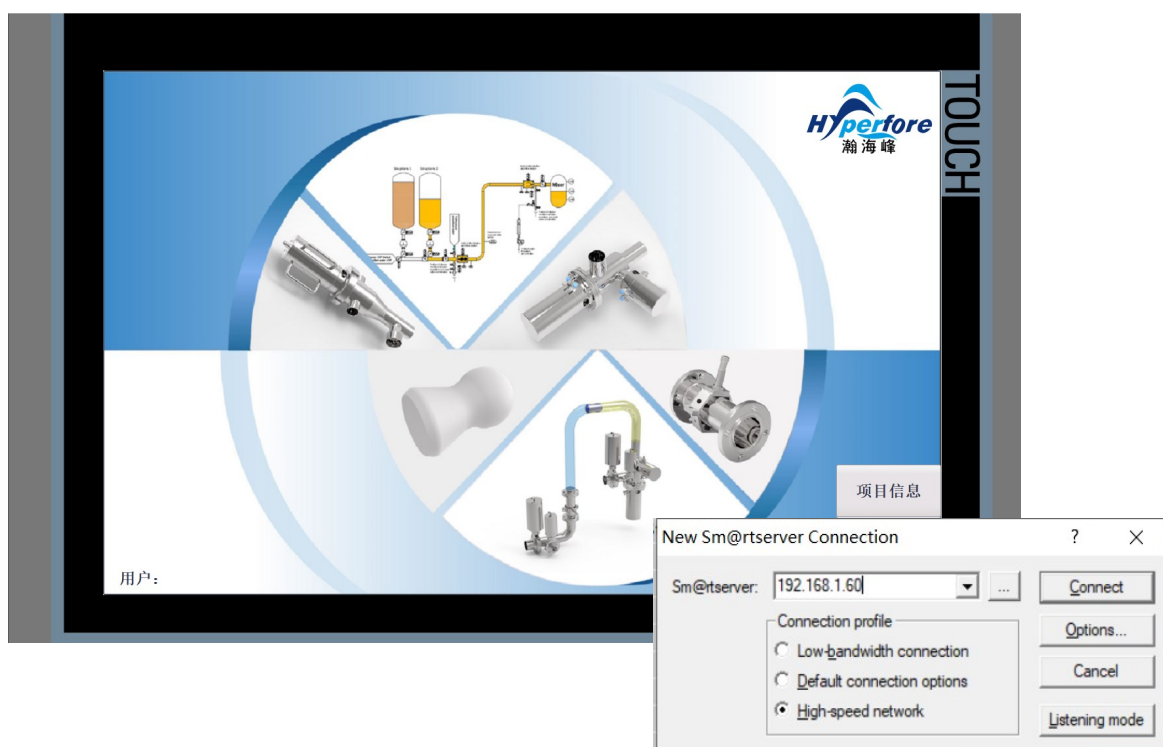 Hyperfore
瀚海峰
TOUCH
Mixer
项目信息
用户:
New Sm@rtserver Connection
?
Sm@rtserver:
192.168.1.60
...
Connect
Connection profile
Low-bandwidth connection
Default connection options
High-speed network
Options...
Cancel
Listening mode